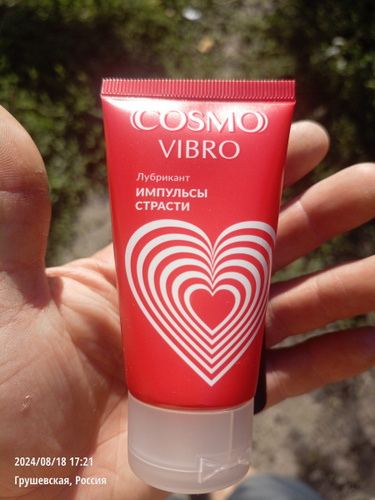 COSMO
VIBRO
Лубрикант
ИМПУЛЬСЫ
СТРАСТИ
2024/08/18 17:21
Грушевская, Россия